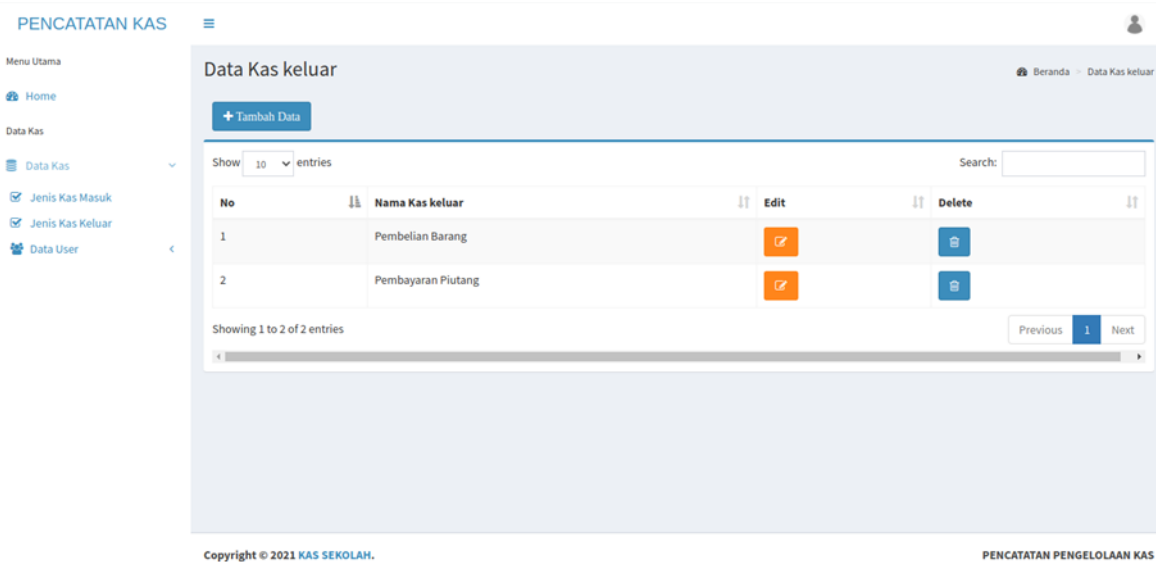 PENCATATAN KAS
Menu Utama
Home
Data Kas
Data Kas
Jenis Kas Masuk
Jenis Kas Keluar
Data User
Data Kas keluar
Beranda > Data Kas keluar
Tambah Data
Show 10 entries
Search:
No Nama Kas keluar Edit Delete
1 Pembelian Barang
2 Pembayaran Piutang
Showing 1 to 2 of 2 entries
Previous 1 Next
Copyright © 2021 KAS SEKOLAH.
PENCATATAN PENGELOLAAN KAS